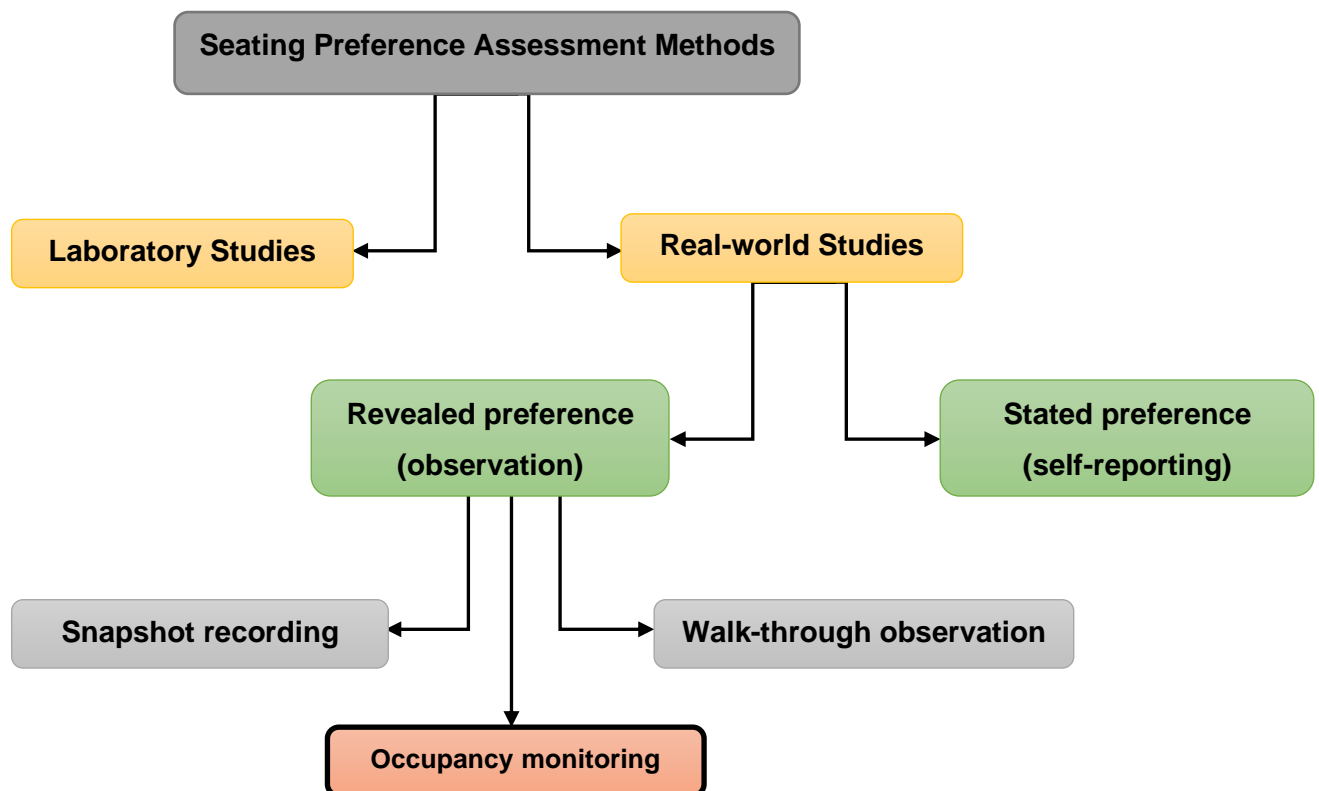 Seating Preference Assessment Methods
Laboratory Studies
Real-world Studies
Revealed preference
(observation)
Stated preference
(self-reporting)
Snapshot recording
Walk-through observation
Occupancy monitoring